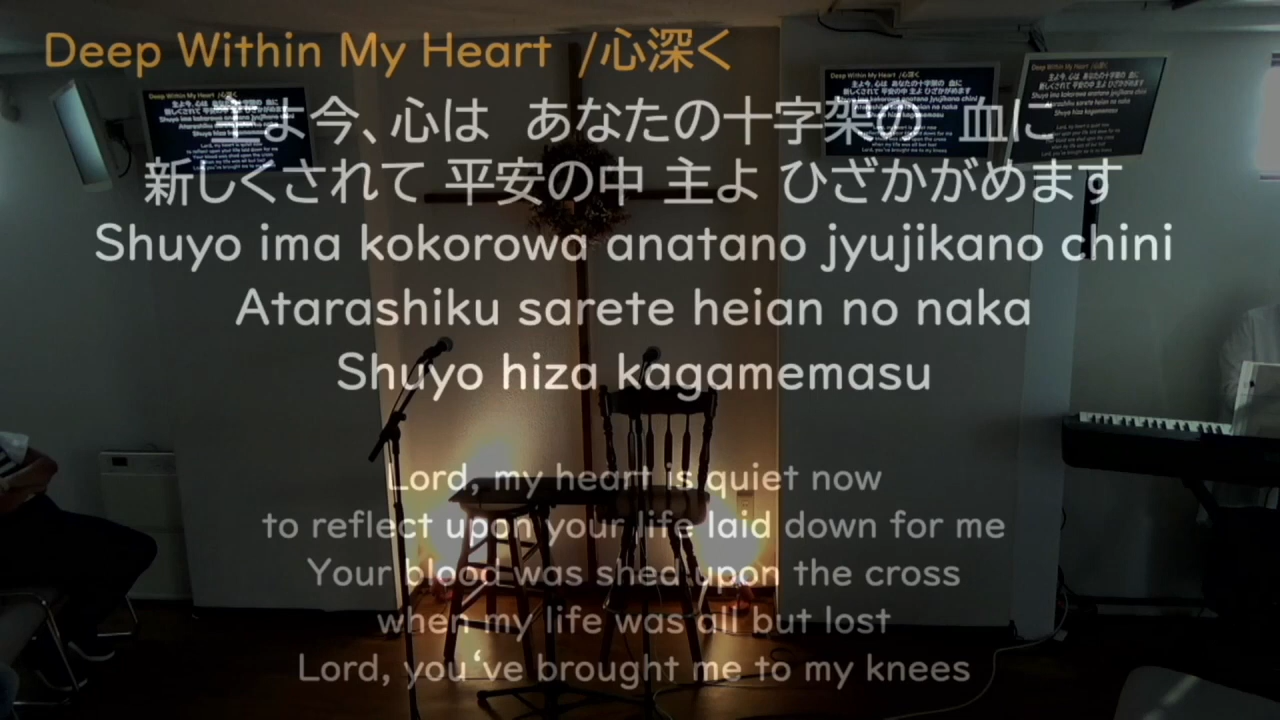 Deep Within My Heart /心深く
主よ今、心は あなたの十字架の 血に
新しくされて 平安の中 主よ ひざかがめます
Shuyo ima kokorowa anatano jyujikano chini
Atarashiku sarete heian no naka
Shuyo hiza kagamemasu
Lord, my heart is quiet now
to reflect upon your life laid down for me
Your blood was shed upon the cross
when my life was all but lost
Lord, you‘ve brought me to my knees